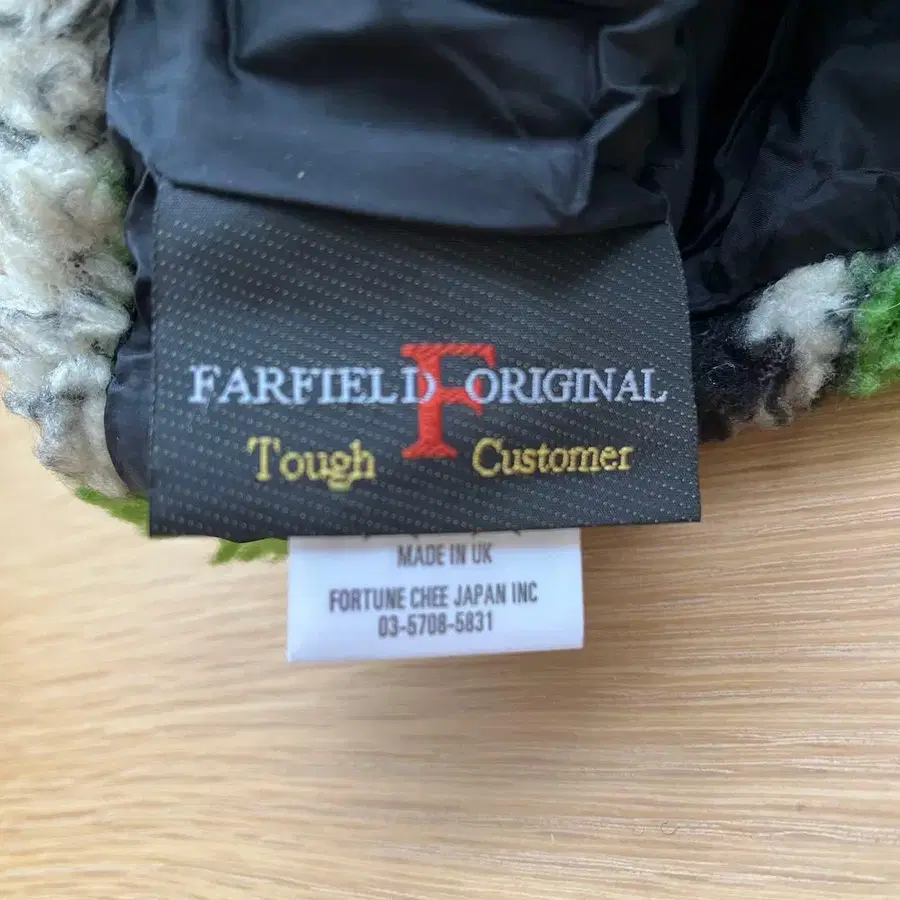 FARFIELD F ORIGINAL
Tough Customer
MADE IN UK
FORTUNE CHEE JAPAN INC
03-5708-5831